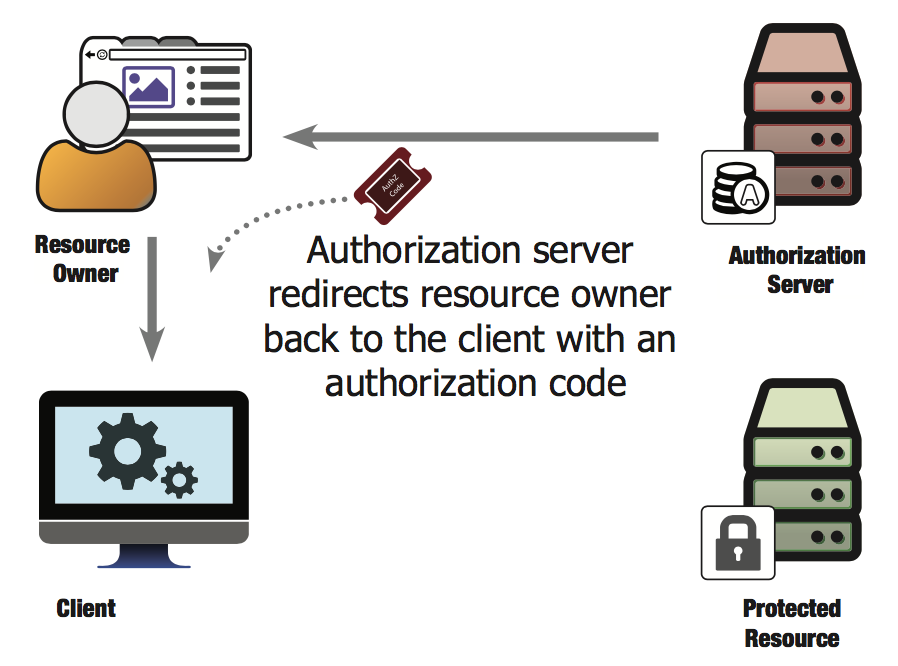 AuthZ
Code
Resource
Owner
Authorization server
redirects resource owner
back to the client with an
authorization code
A
Authorization
Server
Client
Protected
Resource